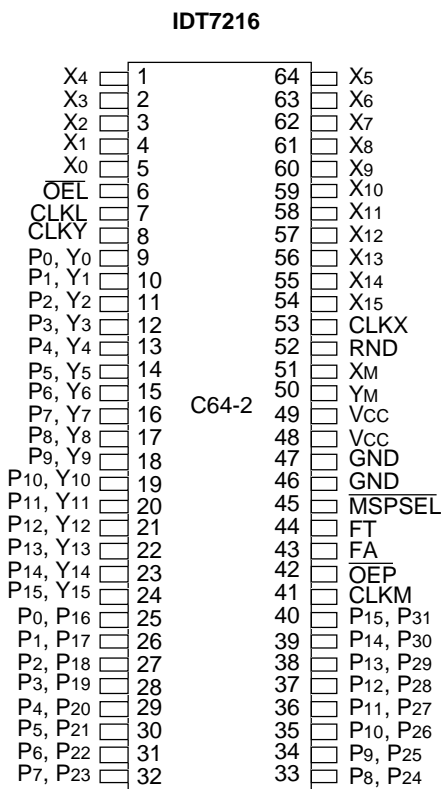 IDT7216
X4 1 64 X5
X3 2 63 X6
X2 3 62 X7
X1 4 61 X8
X0 5 60 X9
OEL 6 59 X10
CLKL 7 58 X11
CLKY 8 57 X12
P0, Y0 9 56 X13
P1, Y1 10 55 X14
P2, Y2 11 54 X15
P3, Y3 12 53 CLKX
P4, Y4 13 52 RND
P5, Y5 14 51 XM
P6, Y6 15 50 YM
P7, Y7 16 C64-2 49 VCC
P8, Y8 17 48 VCC
P9, Y9 18 47 GND
P10, Y10 19 46 GND
P11, Y11 20 45 MSPSEL
P12, Y12 21 44 FT
P13, Y13 22 43 FA
P14, Y14 23 42 OEP
P15, Y15 24 41 CLKM
P0, P16 25 40 P15, P31
P1, P17 26 39 P14, P30
P2, P18 27 38 P13, P29
P3, P19 28 37 P12, P28
P4, P20 29 36 P11, P27
P5, P21 30 35 P10, P26
P6, P22 31 34 P9, P25
P7, P23 32 33 P8, P24